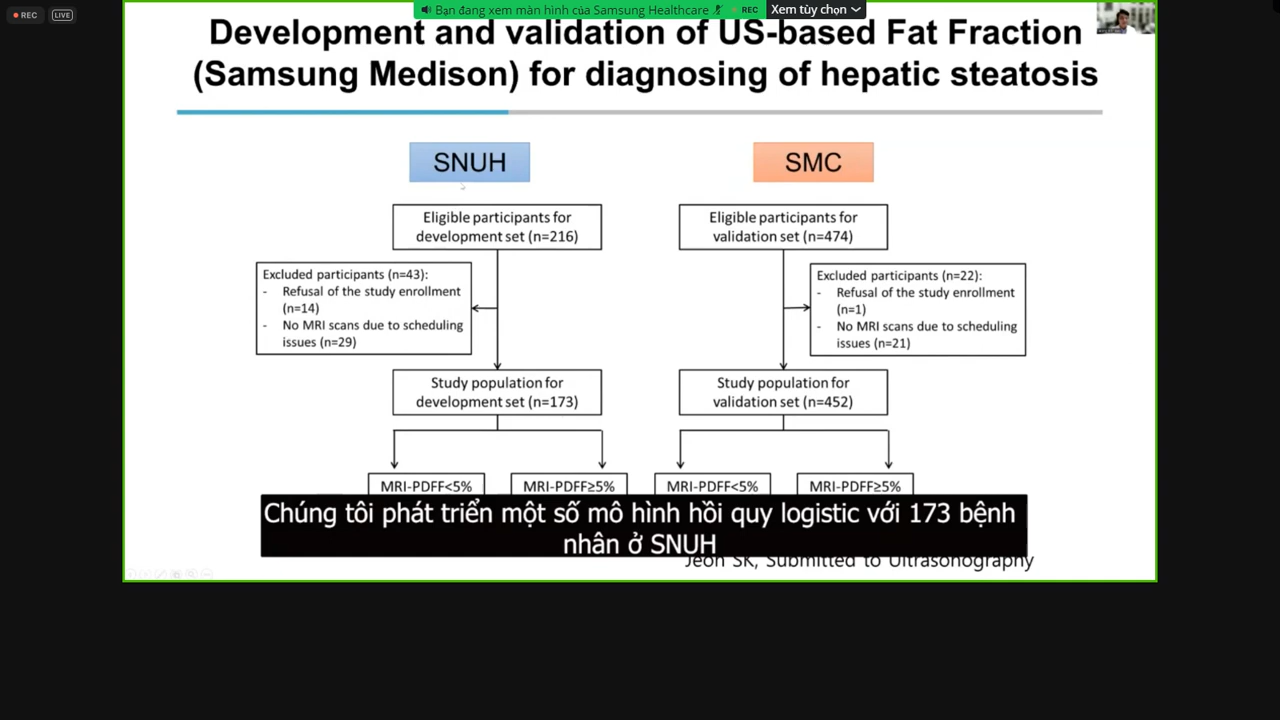 REC
LIVE
Bạn đang xem màn hình của Samsung Healthcare
REC
Xem tùy chọn
Development and validation of US-based Fat Fraction
(Samsung Medison) for diagnosing of hepatic steatosis
SNUH
Eligible participants for
development set (n=216)
Excluded participants (n=43):
- Refusal of the study enrollment
(n=14)
- No MRI scans due to scheduling
issues (n=29)
Study population for
development set (n=173)
MRI-PDFF<5%
MRI-PDFF≥5%
SMC
Eligible participants for
validation set (n=474)
Excluded participants (n=22):
- Refusal of the study enrollment
(n=1)
- No MRI scans due to scheduling
issues (n=21)
Study population for
validation set (n=452)
MRI-PDFF<5%
MRI-PDFF≥5%
Chúng tôi phát triển một số mô hình hồi quy logistic với 173 bệnh
nhân ở SNUH
Jeon SK, Submitted to Ultrasonography